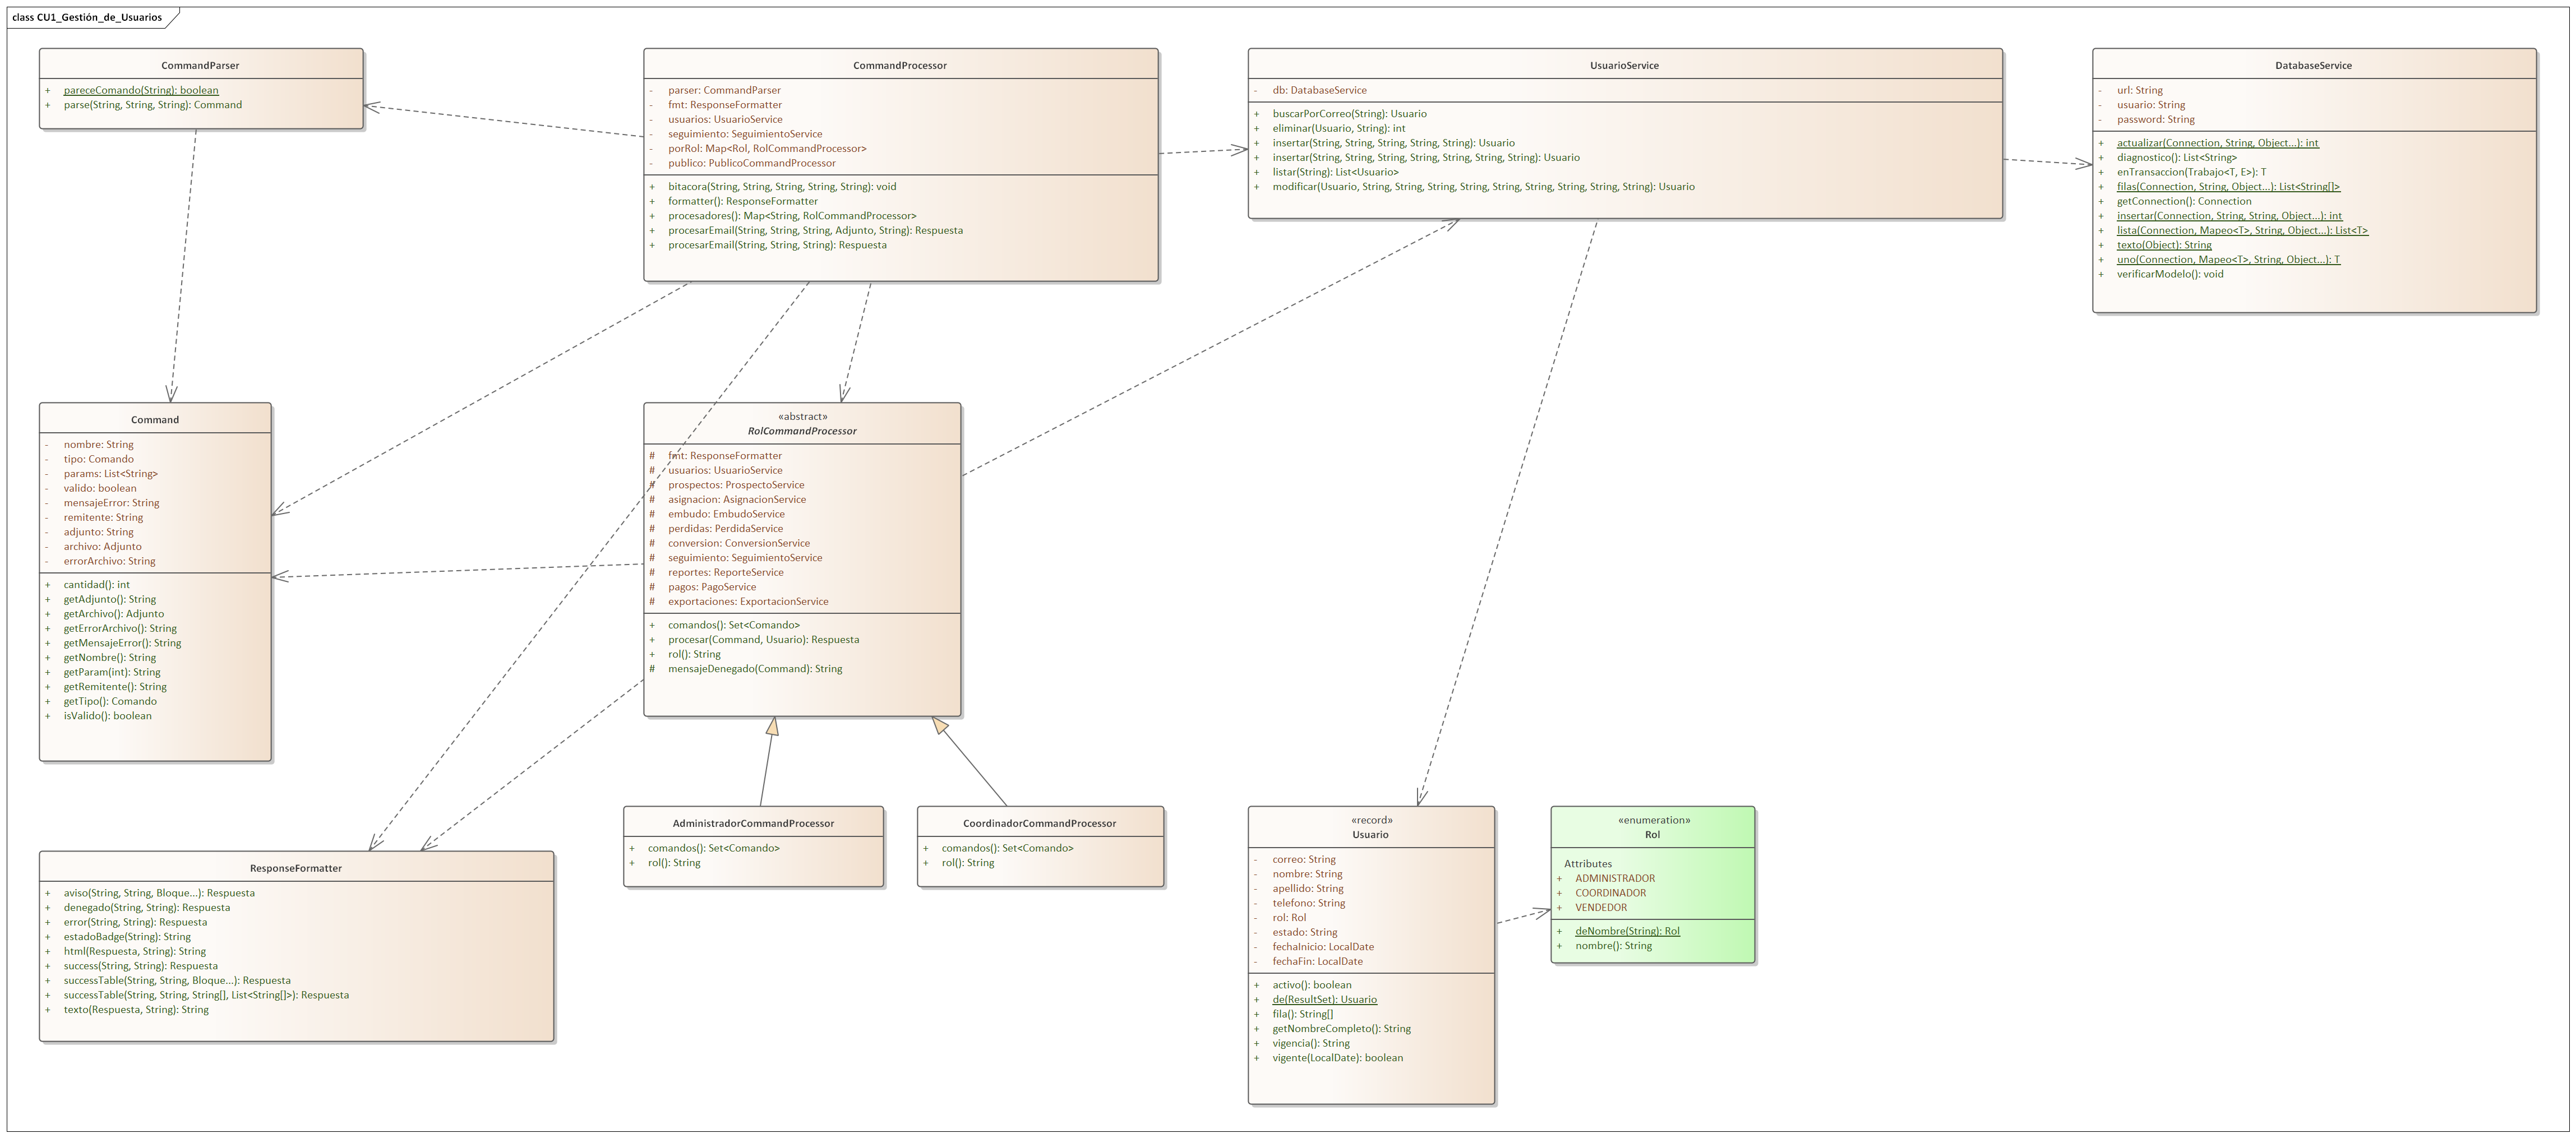 class CU1_Gestión_de_Usuarios
CommandParser
+ pareceComando(String): boolean
+ parse(String, String, String): Command
CommandProcessor
- parser: CommandParser
- fmt: ResponseFormatter
- usuarios: UsuarioService
- seguimiento: SeguimientoService
- porRol: Map<Rol, RolCommandProcessor>
- publico: PublicoCommandProcessor
+ bitacora(String, String, String, String, String): void
+ formatter(): ResponseFormatter
+ procesadores(): Map<String, RolCommandProcessor>
+ procesarEmail(String, String, String, Adjunto, String): Respuesta
+ procesarEmail(String, String, String): Respuesta
UsuarioService
- db: DatabaseService
+ buscarPorCorreo(String): Usuario
+ eliminar(Usuario, String): int
+ insertar(String, String, String, String, String): Usuario
+ insertar(String, String, String, String, String, String, String): Usuario
+ listar(String): List<Usuario>
+ modificar(Usuario, String, String, String, String, String, String, String, String, String): Usuario
DatabaseService
- url: String
- usuario: String
- password: String
+ actualizar(Connection, String, Object...): int
+ diagnostico(): List<String>
+ enTransaccion(Trabajo<T, E>): T
+ filas(Connection, String, Object...): List<String[]>
+ getConnection(): Connection
+ insertar(Connection, String, String, Object...): int
+ lista(Connection, Mapeo<T>, String, Object...): List<T>
+ texto(Object): String
+ uno(Connection, Mapeo<T>, String, Object...): T
+ verificarModelo(): void
Command
- nombre: String
- tipo: Comando
- params: List<String>
- valido: boolean
- mensajeError: String
- remitente: String
- adjunto: String
- archivo: Adjunto
- errorArchivo: String
+ cantidad(): int
+ getAdjunto(): String
+ getArchivo(): Adjunto
+ getErrorArchivo(): String
+ getMensajeError(): String
+ getNombre(): String
+ getParam(int): String
+ getRemitente(): String
+ getTipo(): Comando
+ isValido(): boolean
«abstract»
RolCommandProcessor
# fmt: ResponseFormatter
# usuarios: UsuarioService
# prospectos: ProspectoService
# asignacion: AsignacionService
# embudo: EmbudoService
# perdidas: PerdidaService
# conversion: ConversionService
# seguimiento: SeguimientoService
# reportes: ReporteService
# pagos: PagoService
# exportaciones: ExportacionService
+ comandos(): Set<Comando>
+ procesar(Command, Usuario): Respuesta
+ rol(): String
# mensajeDenegado(Command): String
AdministradorCommandProcessor
+ comandos(): Set<Comando>
+ rol(): String
CoordinadorCommandProcessor
+ comandos(): Set<Comando>
+ rol(): String
«record»
Usuario
- correo: String
- nombre: String
- apellido: String
- telefono: String
- rol: Rol
- estado: String
- fechaInicio: LocalDate
- fechaFin: LocalDate
+ activo(): boolean
+ de(ResultSet): Usuario
+ fila(): String[]
+ getNombreCompleto(): String
+ vigencia(): String
+ vigente(LocalDate): boolean
«enumeration»
Rol
Attributes
+ ADMINISTRADOR
+ COORDINADOR
+ VENDEDOR
+ deNombre(String): Rol
+ nombre(): String
ResponseFormatter
+ aviso(String, String, Bloque...): Respuesta
+ denegado(String, String): Respuesta
+ error(String, String): Respuesta
+ estadoBadge(String): String
+ html(Respuesta, String): String
+ success(String, String): Respuesta
+ successTable(String, String, Bloque...): Respuesta
+ successTable(String, String, String[], List<String[]>): Respuesta
+ texto(Respuesta, String): String